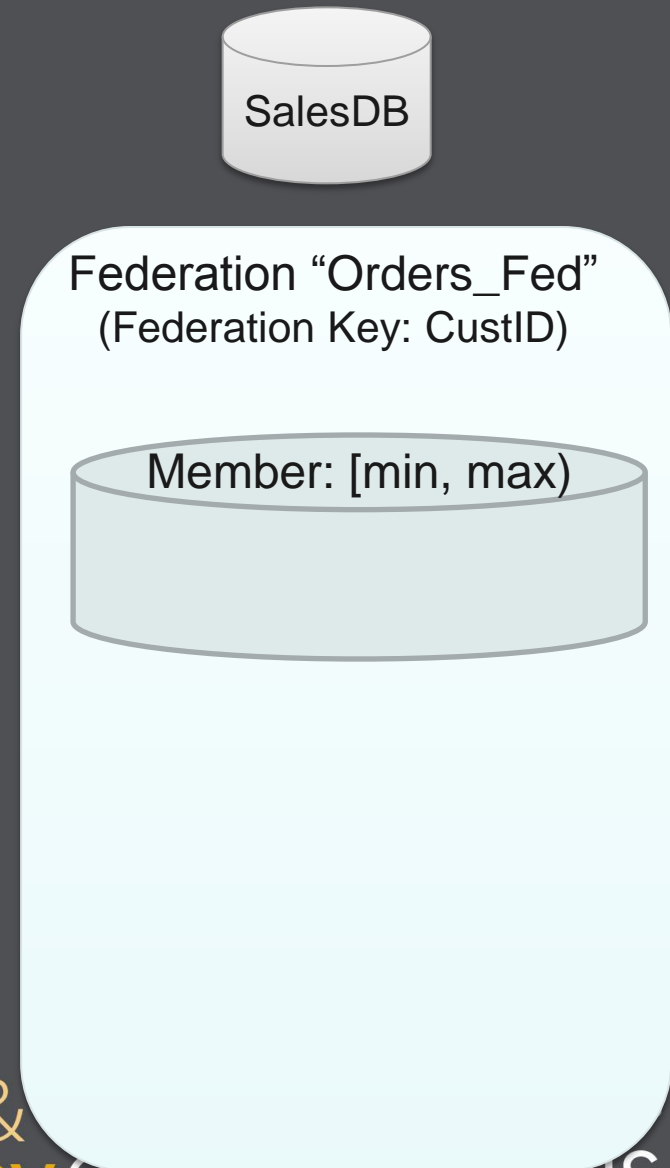 SalesDB
Federation “Orders_Fed”
(Federation Key: CustID)
Member: [min, max)
&